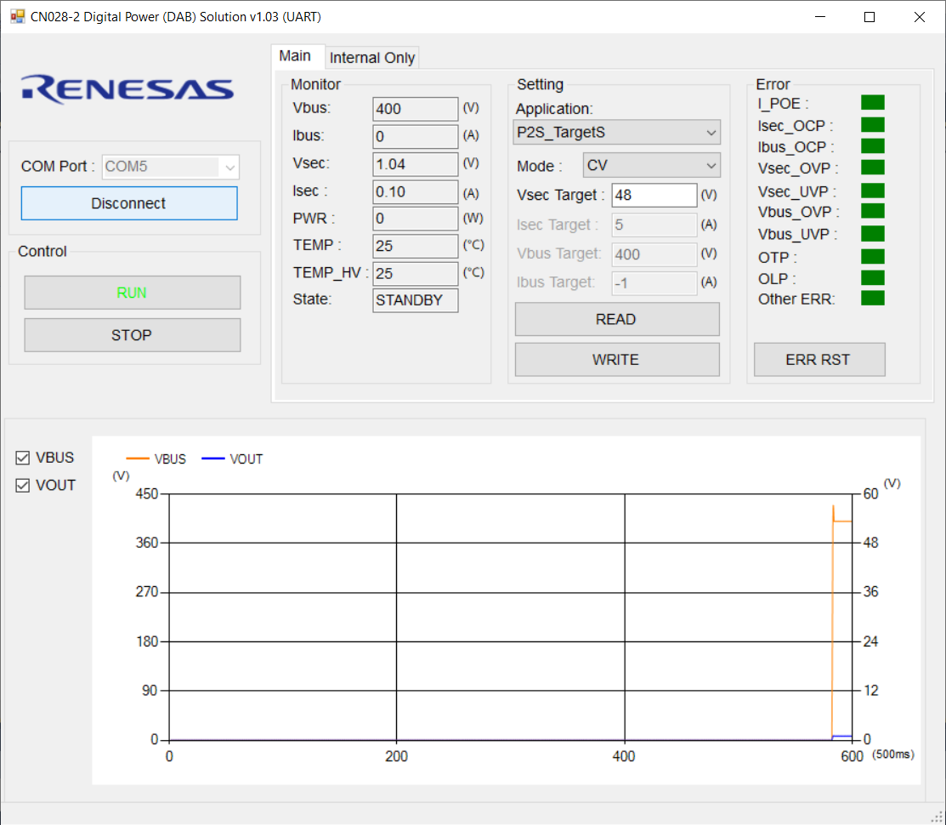 CN028-2 Digital Power (DAB) Solution v1.03 (UART)
RENESAS
COM Port : COM5
Disconnect
Control
RUN
STOP
Main Internal Only
Monitor
Vbus: 400 (V)
Ibus: 0 (A)
Vsec: 1.04 (V)
Isec : 0.10 (A)
PWR : 0 (W)
TEMP : 25 (°C)
TEMP_HV : 25 (°C)
State: STANDBY
Setting
Application:
P2S_TargetS
Mode : CV
Vsec Target : 48 (V)
Isec Target : 5 (A)
Vbus Target: 400 (V)
Ibus Target: -1 (A)
READ
WRITE
Error
I_POE :
Isec_OCP :
Ibus_OCP :
Vsec_OVP :
Vsec_UVP :
Vbus_OVP :
Vbus_UVP :
OTP :
OLP :
Other ERR:
ERR RST
VBUS
VOUT
VBUS VOUT
(V) (V)
450 60
360 48
270 36
180 24
90 12
0 0
0 200 400 600 (500ms)